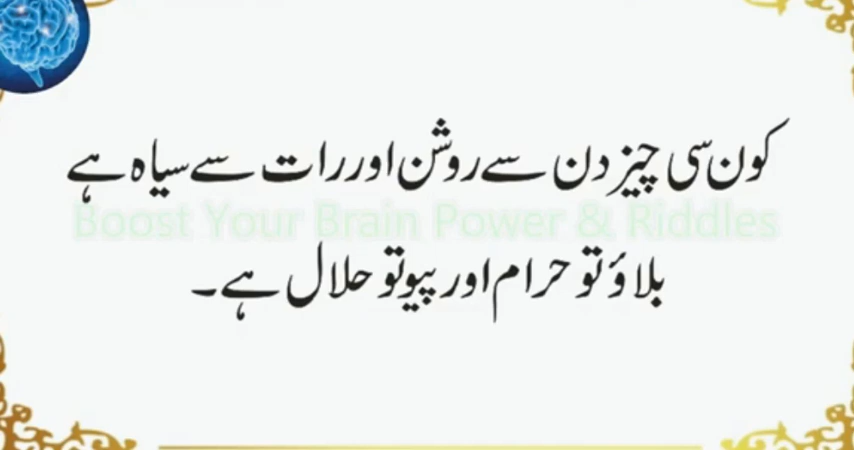 کون سی چیز دن سے روشن اور رات سے سیاہ ہے
Boost Your Brain Power & Riddles
بلاؤ تو حرام اور پیو تو حلال ہے۔